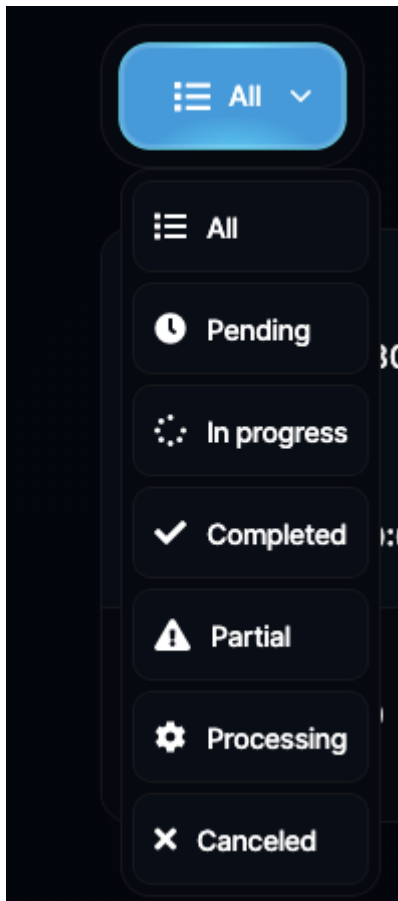 All
All
Pending
In progress
Completed
Partial
Processing
Canceled